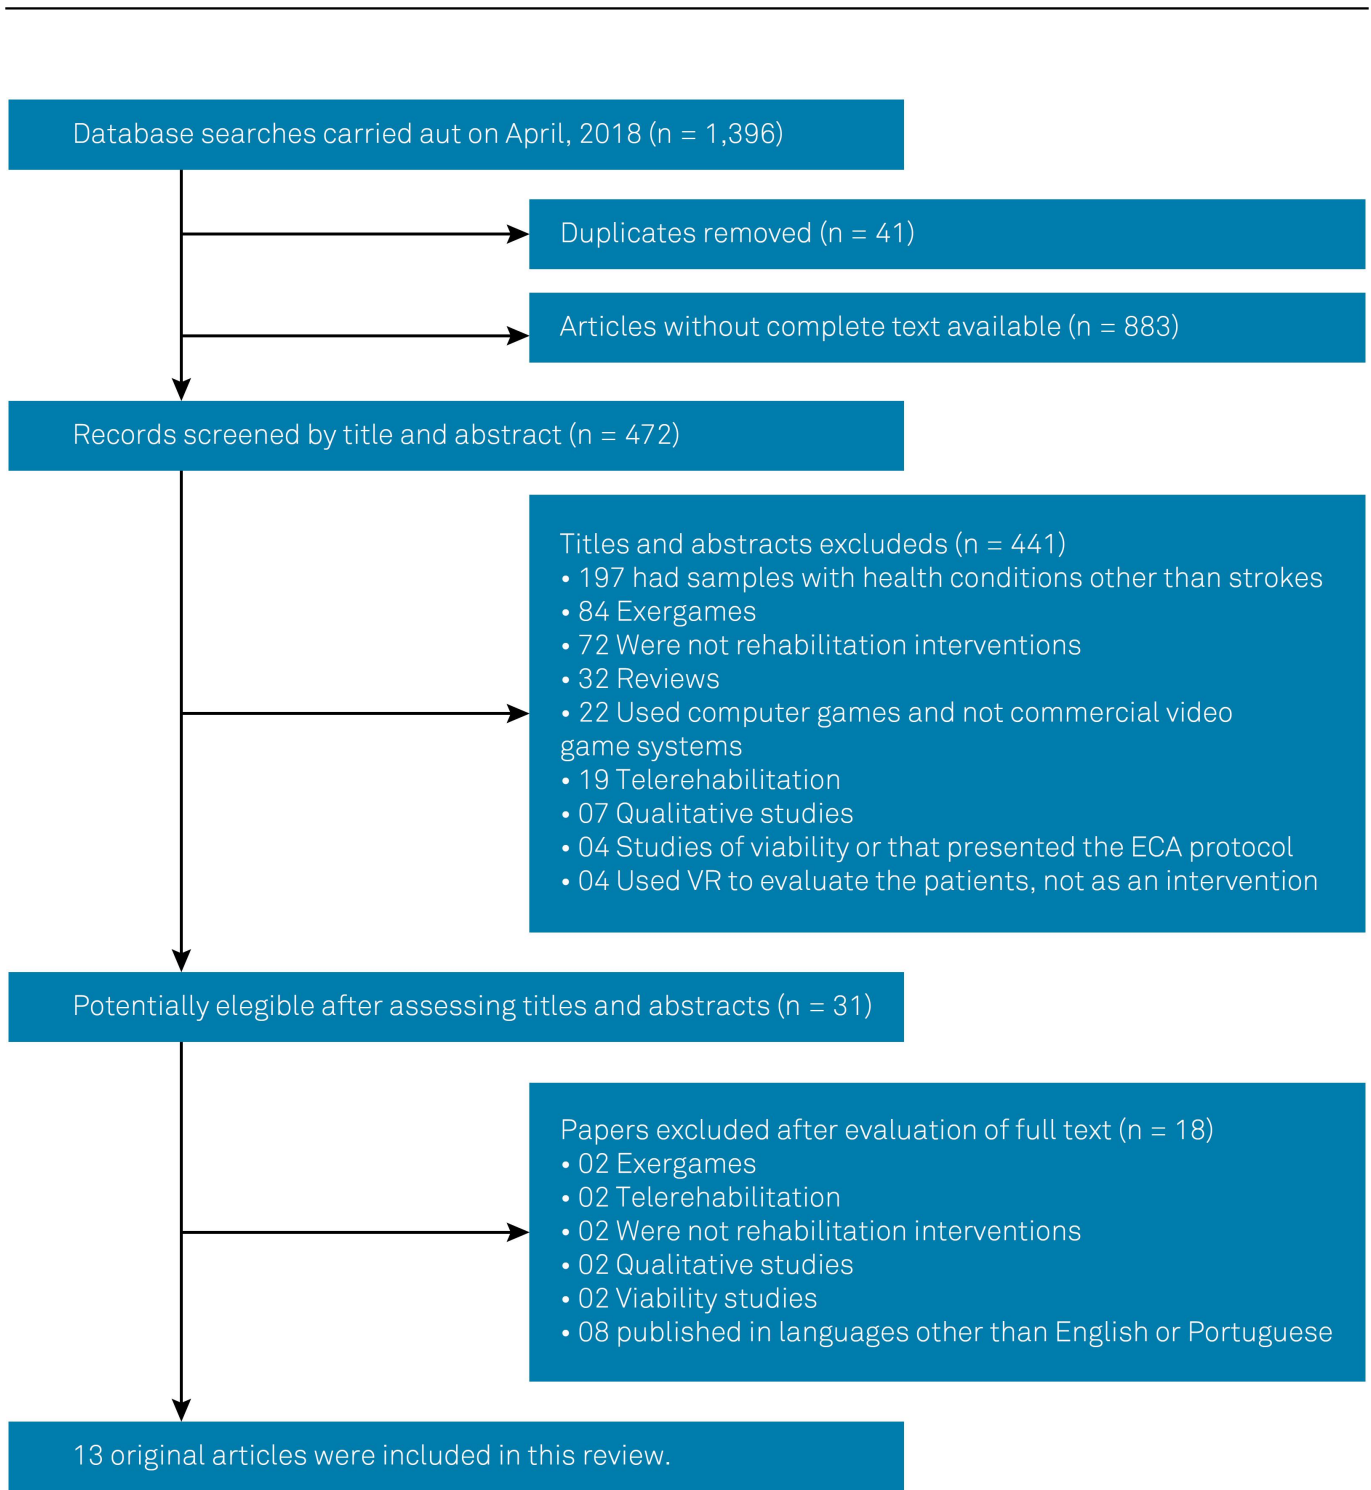 Database searches carried aut on April, 2018 (n = 1,396)
Duplicates removed (n = 41)
Articles without complete text available (n = 883)
Records screened by title and abstract (n = 472)
Titles and abstracts excludeds (n = 441)
• 197 had samples with health conditions other than strokes
• 84 Exergames
• 72 Were not rehabilitation interventions
• 32 Reviews
• 22 Used computer games and not commercial video
game systems
• 19 Telerehabilitation
• 07 Qualitative studies
• 04 Studies of viability or that presented the ECA protocol
• 04 Used VR to evaluate the patients, not as an intervention
Potentially elegible after assessing titles and abstracts (n = 31)
Papers excluded after evaluation of full text (n = 18)
• 02 Exergames
• 02 Telerehabilitation
• 02 Were not rehabilitation interventions
• 02 Qualitative studies
• 02 Viability studies
• 08 published in languages other than English or Portuguese
13 original articles were included in this review.